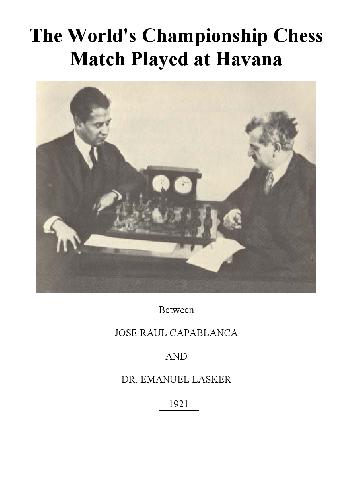 The World's Championship Chess
Match Played at Havana
Between
JOSE RAUL CAPABLANCA
AND
DR. EMANUEL LASKER
1921